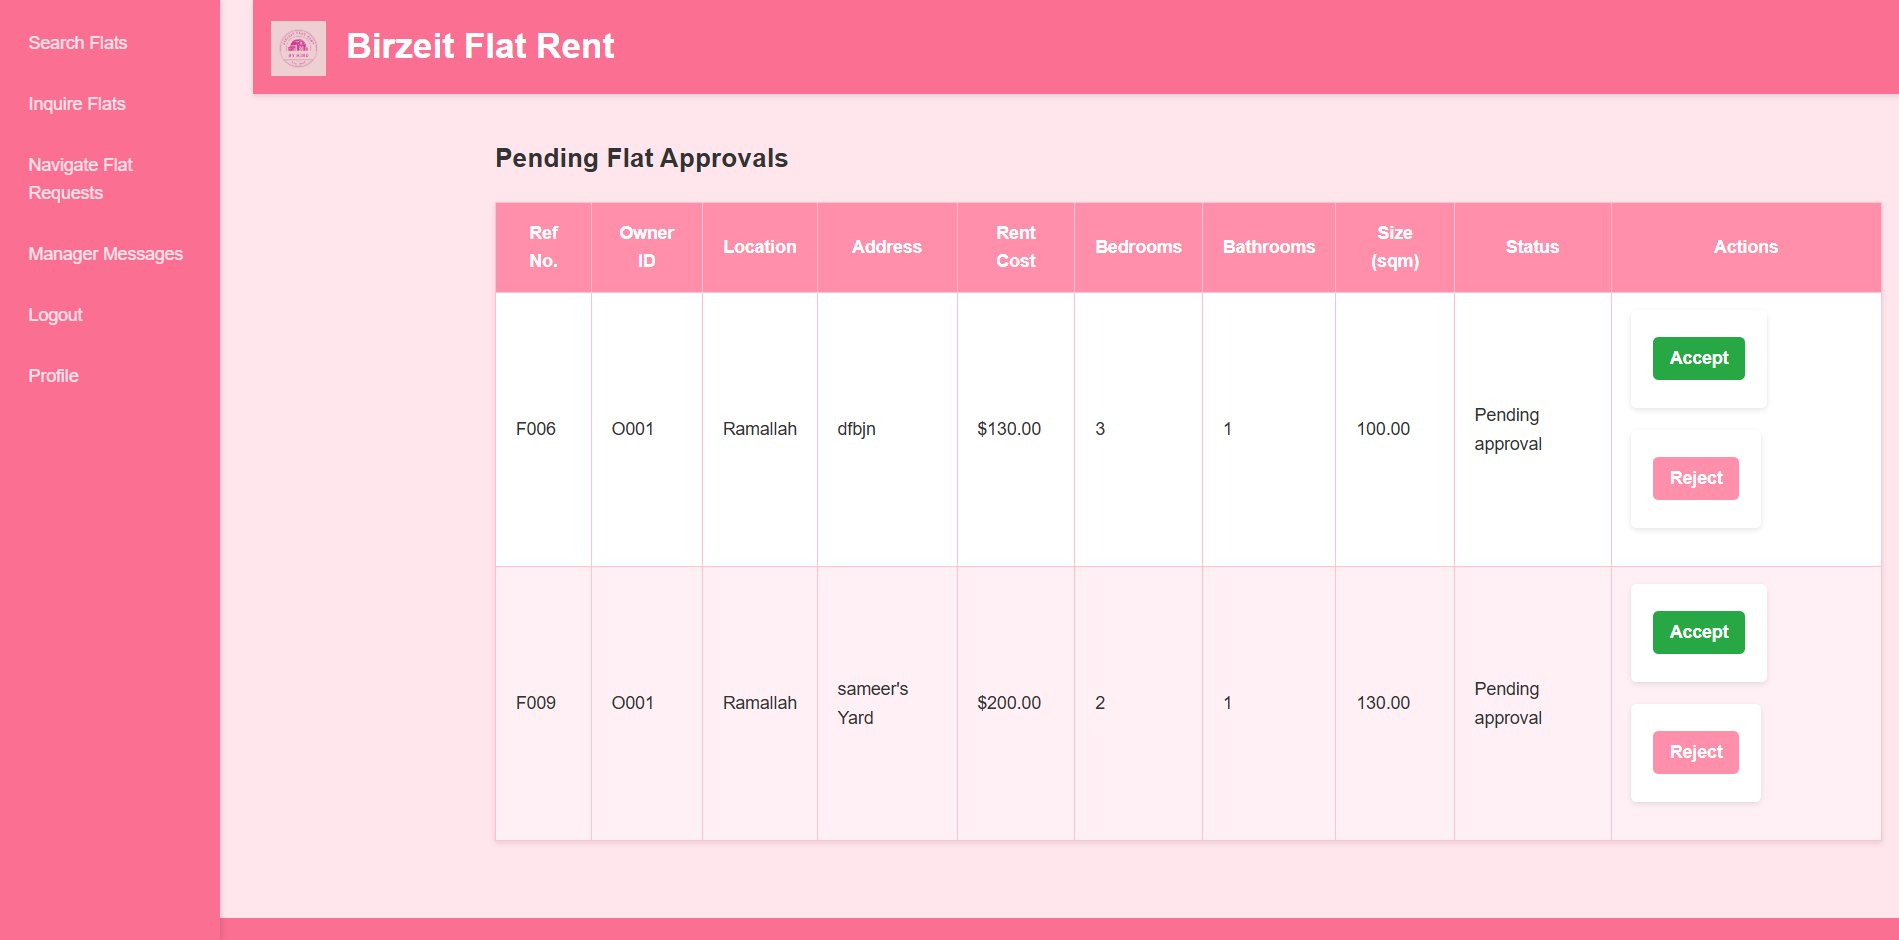 Search Flats
Inquire Flats
Navigate Flat
Requests
Manager Messages
Logout
Profile
Birzeit Flat Rent
Pending Flat Approvals
Ref No. Owner ID Location Address Rent Cost Bedrooms Bathrooms Size (sqm) Status Actions
F006 O001 Ramallah dfbjn $130.00 3 1 100.00 Pending approval Accept
Reject
F009 O001 Ramallah sameer's Yard $200.00 2 1 130.00 Pending approval Accept
Reject